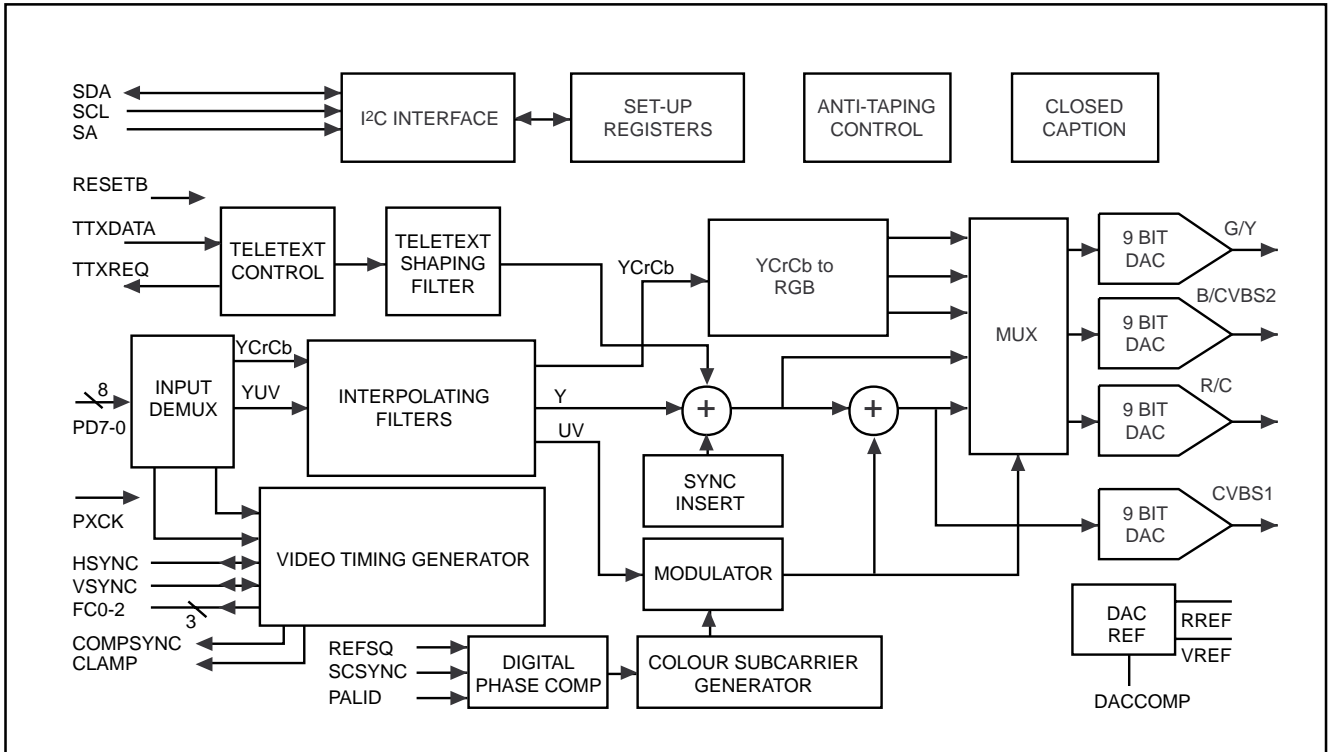 SDA
SCL
SA
I²C INTERFACE
SET-UP
REGISTERS
ANTI-TAPING
CONTROL
CLOSED
CAPTION
RESETB
TTXDATA
TTXREQ
TELETEXT
CONTROL
TELETEXT
SHAPING
FILTER
YCrCb
YCrCb to
RGB
MUX
9 BIT
DAC
G/Y
9 BIT
DAC
B/CVBS2
9 BIT
DAC
R/C
9 BIT
DAC
CVBS1
8
PD7-0
INPUT
DEMUX
YCrCb
YUV
INTERPOLATING
FILTERS
Y
UV
+
+
SYNC
INSERT
PXCK
HSYNC
VSYNC
FC0-2
3
COMPSYNC
CLAMP
VIDEO TIMING GENERATOR
MODULATOR
REFSQ
SCSYNC
PALID
DIGITAL
PHASE COMP
COLOUR SUBCARRIER
GENERATOR
DAC
REF
RREF
VREF
DACCOMP